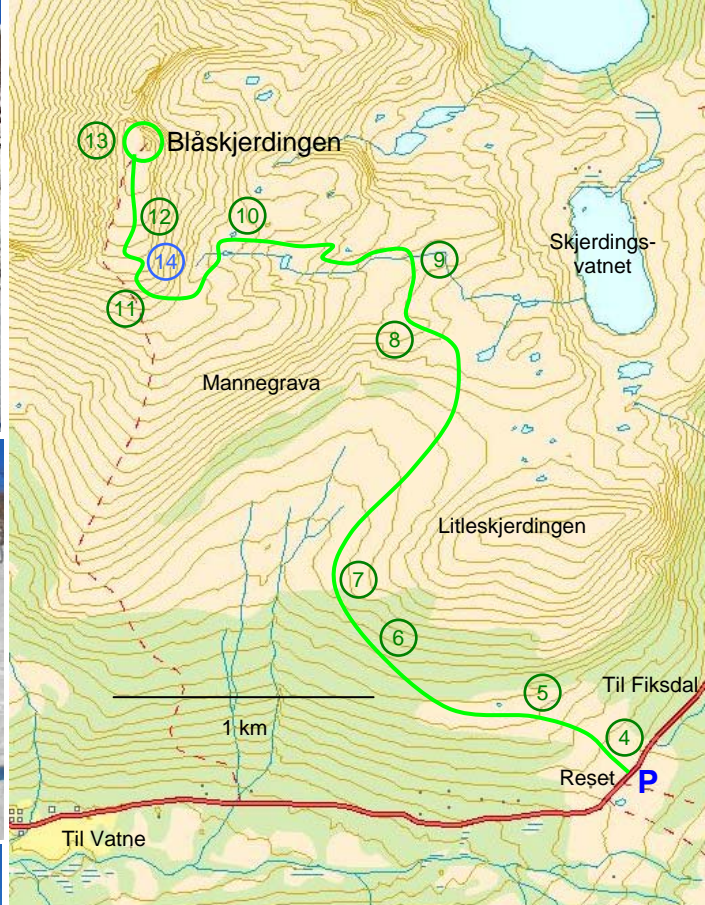 13
Blåskjerdingen
12
10
14
Skjerdings-
vatnet
9
11
8
Mannegrava
Litleskjerdingen
7
6
5
Til Fiksdal
1 km
4
Reset
P
Til Vatne